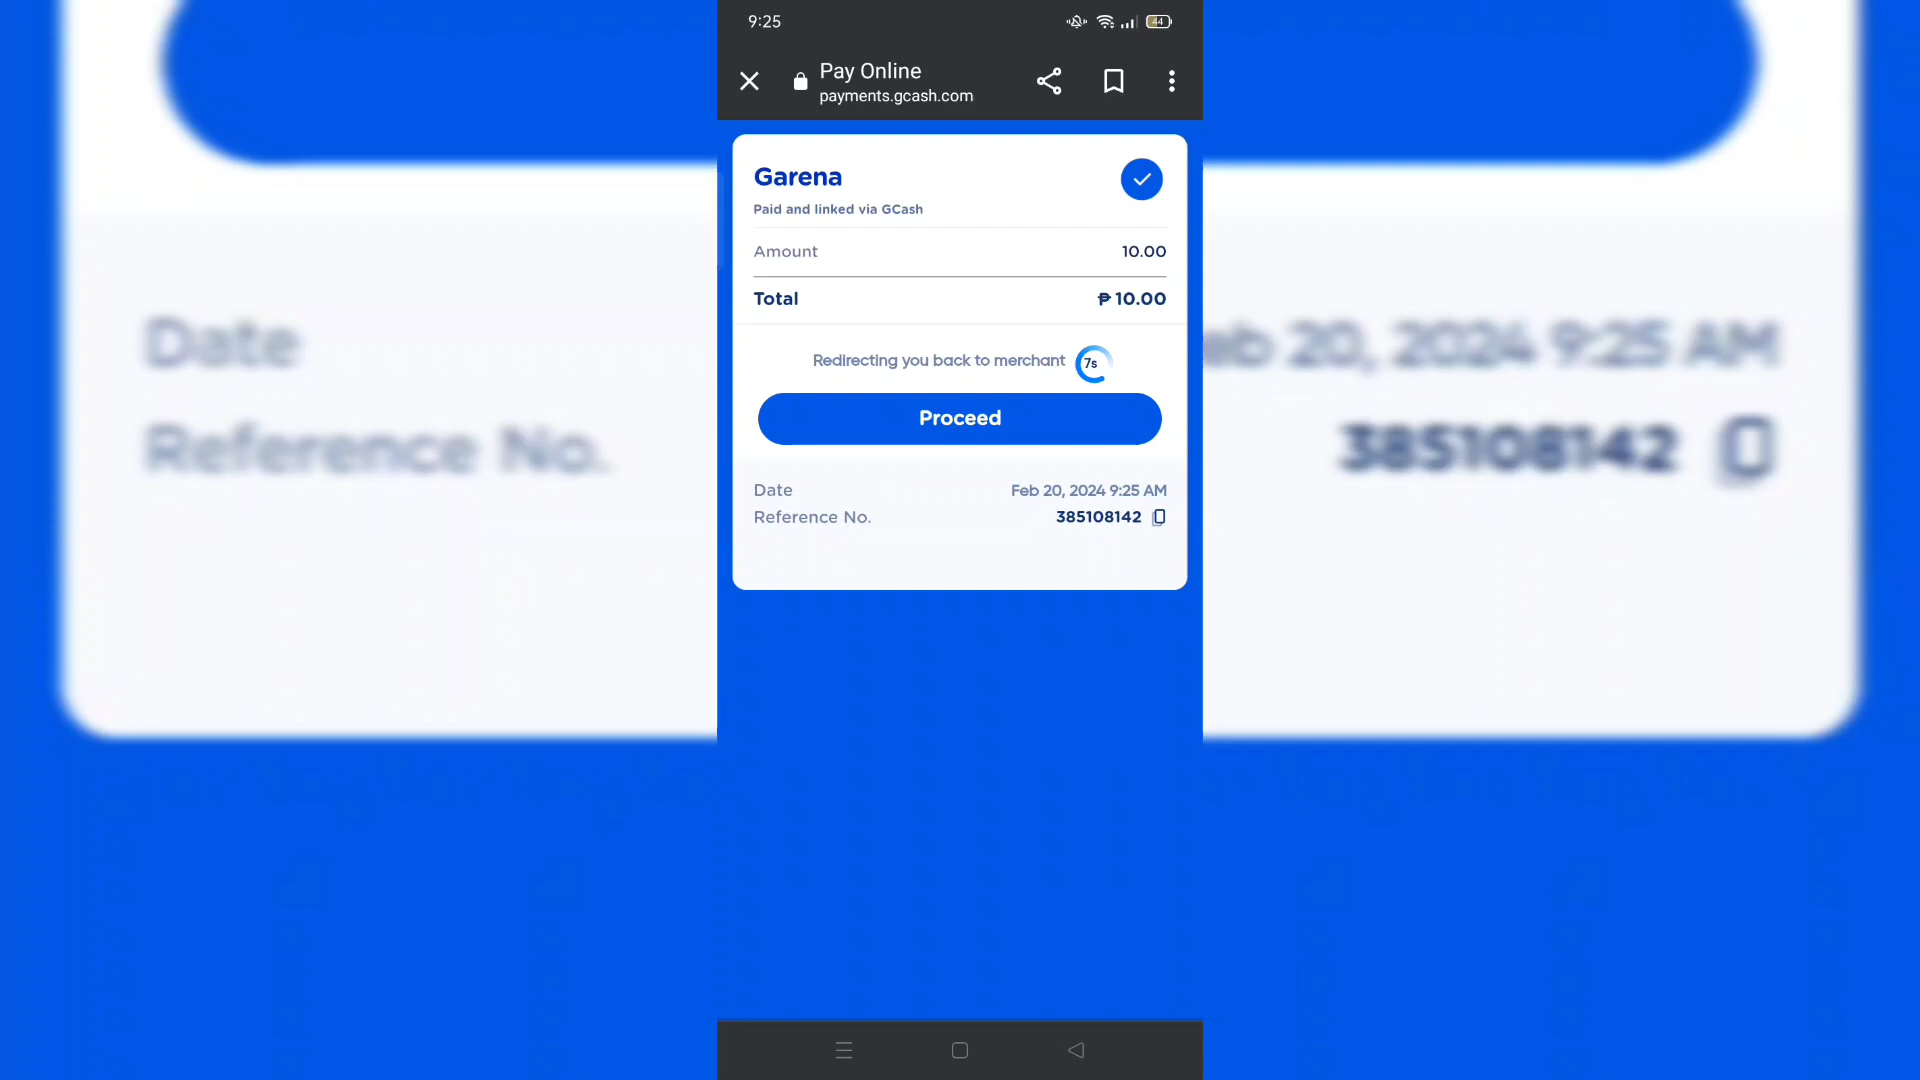 9:25
44
Pay Online
payments.gcash.com
Garena
Paid and linked via GCash
Amount 10.00
Total ₱ 10.00
Redirecting you back to merchant 7s
Proceed
Date Feb 20, 2024 9:25 AM
Reference No. 385108142
Date
eb 20, 2024 9:25 AM
Reference No.
385108142